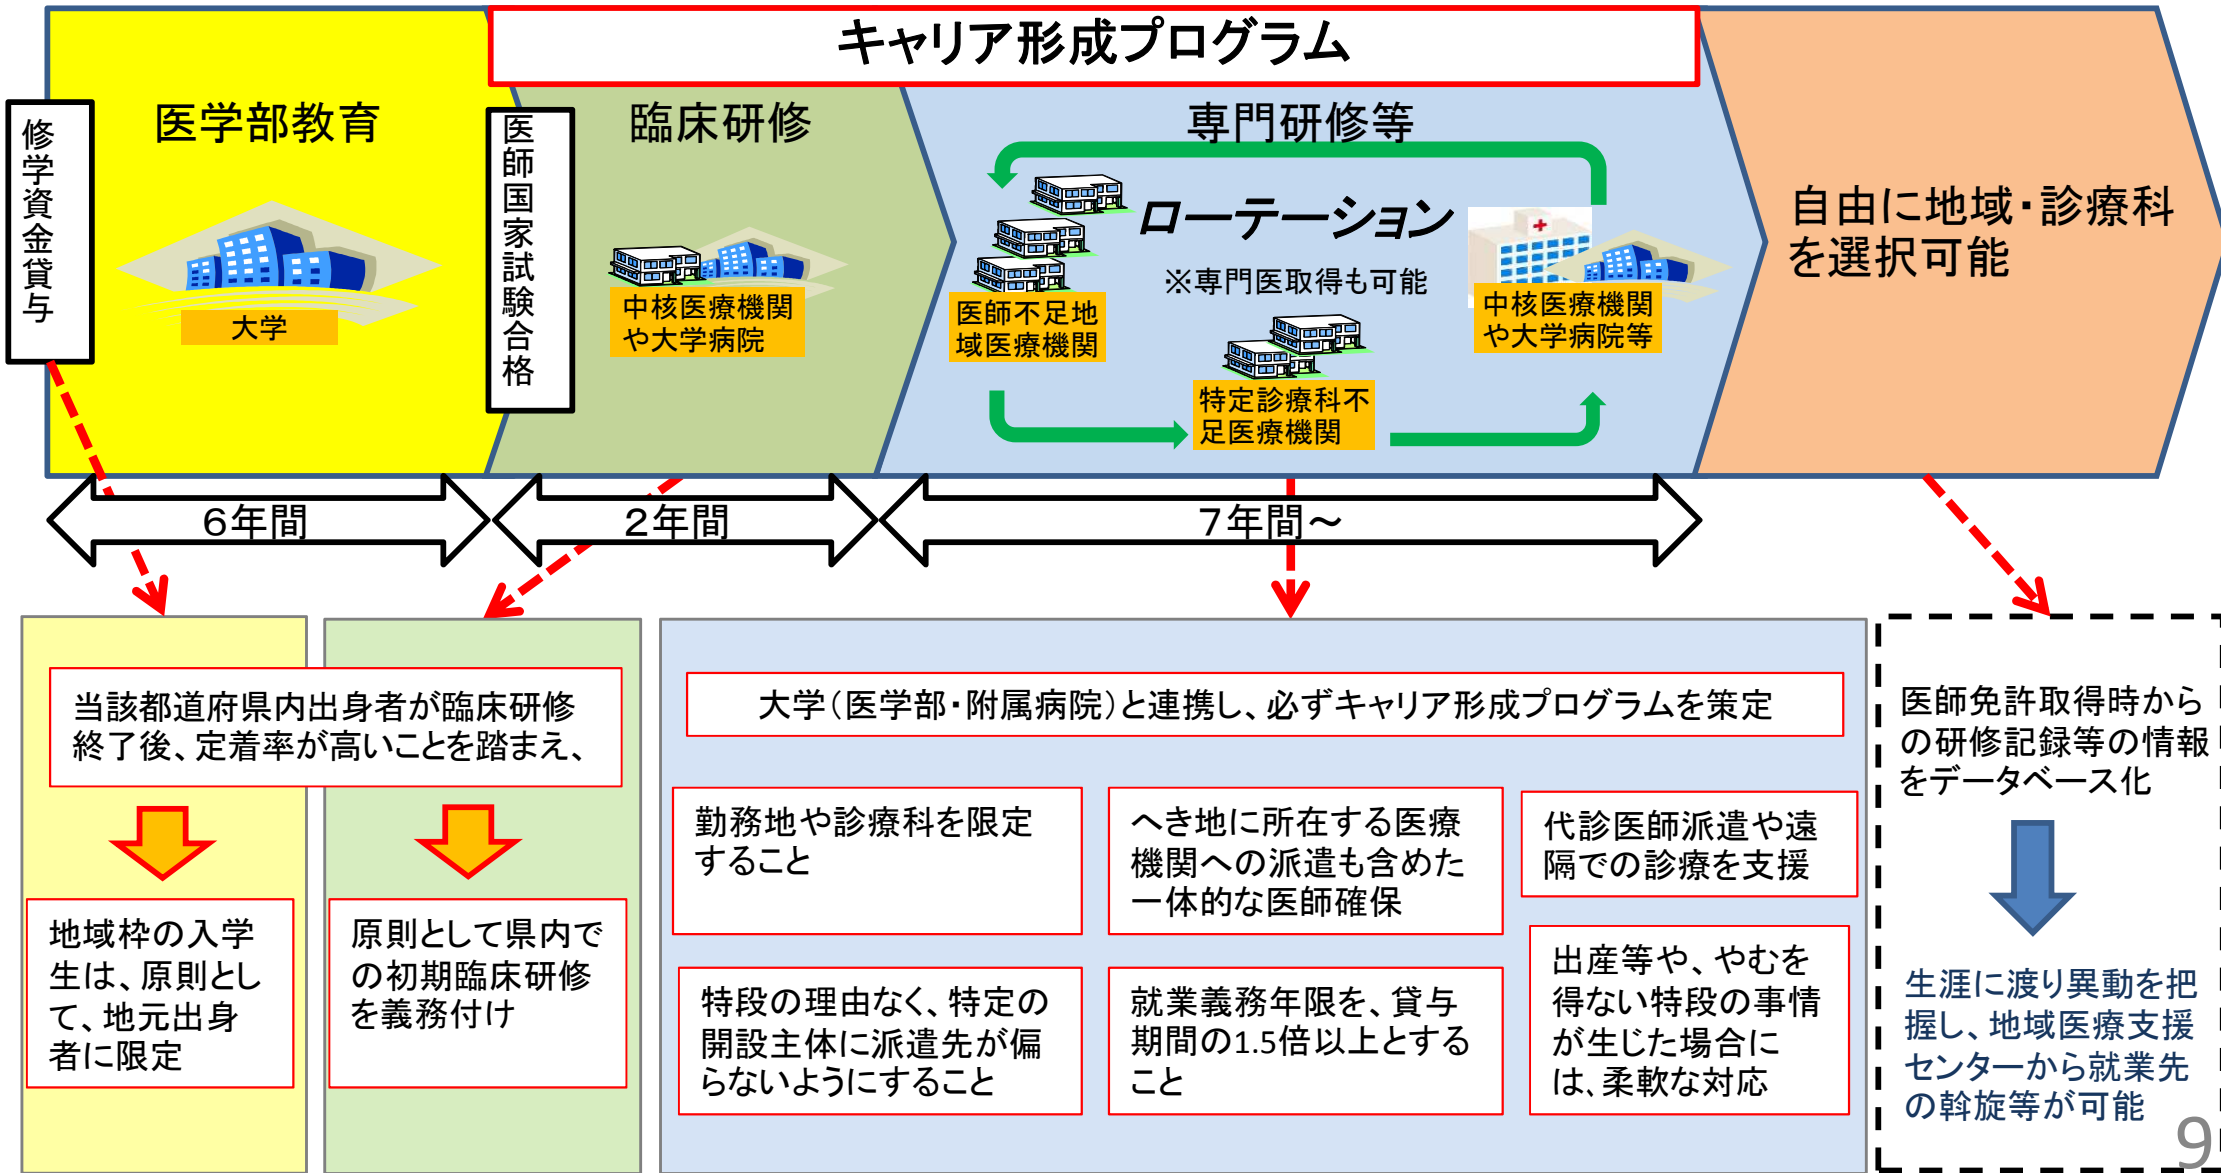 キャリア形成プログラム
修学資金貸与
医学部教育
大学
医師国家試験合格
臨床研修
中核医療機関
や大学病院
専門研修等
ローテーション
※専門医取得も可能
医師不足地
域医療機関
特定診療科不
足医療機関
中核医療機関
や大学病院等
自由に地域・診療科
を選択可能
6年間
2年間
7年間～
当該都道府県内出身者が臨床研修
終了後、定着率が高いことを踏まえ、
地域枠の入学
生は、原則とし
て、地元出身
者に限定
原則として県内で
の初期臨床研修
を義務付け
大学（医学部・附属病院）と連携し、必ずキャリア形成プログラムを策定
勤務地や診療科を限定
すること
へき地に所在する医療
機関への派遣も含めた
一体的な医師確保
代診医師派遣や遠
隔での診療を支援
特段の理由なく、特定の
開設主体に派遣先が偏
らないようにすること
就業義務年限を、貸与
期間の1.5倍以上とする
こと
出産等や、やむを
得ない特段の事情
が生じた場合に
は、柔軟な対応
医師免許取得時から
の研修記録等の情報
をデータベース化
生涯に渡り異動を把
握し、地域医療支援
センターから就業先
の斡旋等が可能
9